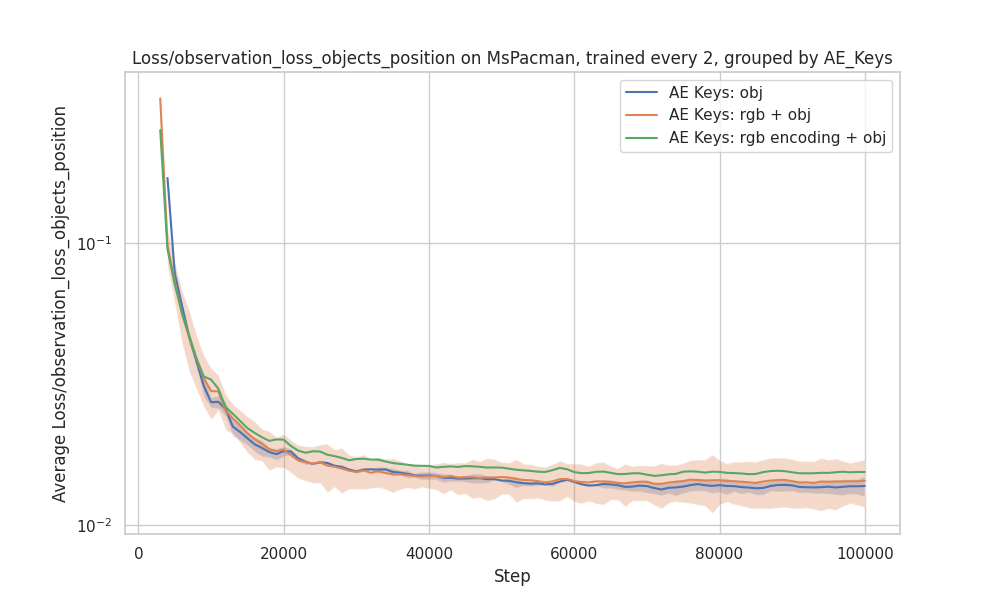 Loss/observation_loss_objects_position on MsPacman, trained every 2, grouped by AE_Keys
AE Keys: obj
AE Keys: rgb + obj
AE Keys: rgb encoding + obj
Average Loss/observation_loss_objects_position
10⁻¹
10⁻²
0 20000 40000 60000 80000 100000
Step